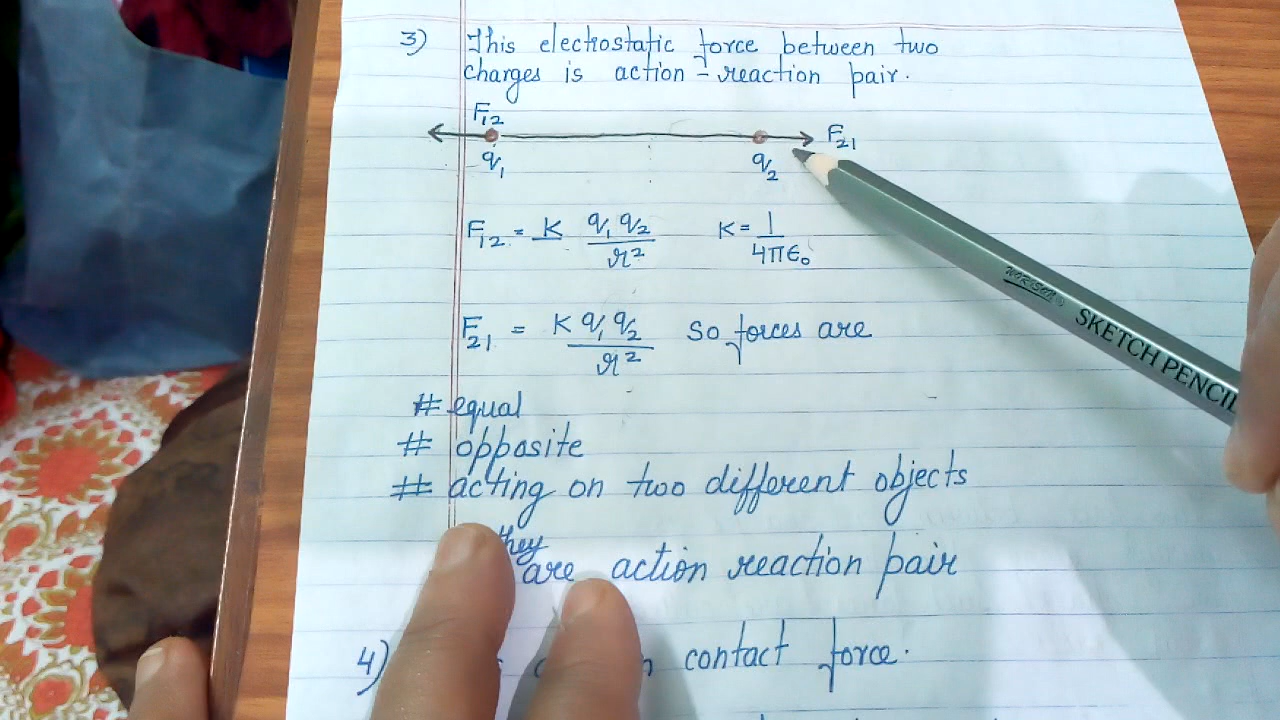 3) This electrostatic force between two
charges is action - reaction pair.
F12
F21
q1
q2
F12 = K q1 q2 / r² K = 1 / 4πϵ₀
F21 = K q1 q2 / r² So forces are
# equal
# opposite
# acting on two different objects
they
are action reaction pair
4) contact force.
SKETCH PENCIL